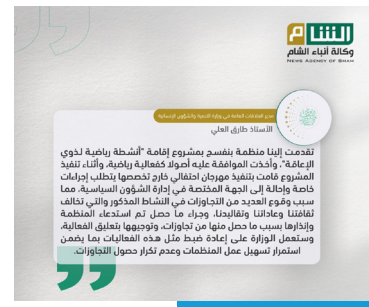 الشام
وكالة أنباء الشام
NEWS AGENCY OF SHAM
مدير العلاقات العامة في وزارة التنمية والشؤون الإنسانية
الأستاذ طارق العلي
تقدمت إلينا منظمة بنفسج بمشروع إقامة "أنشطة رياضية لذوي
الإعاقة"، وأخذت الموافقة عليه أصولا كفعالية رياضية، وأثناء تنفيذ
المشروع قامت بتنفيذ مهرجان احتفالي خارج تخصصها يتطلب إجراءات
خاصة وإحالة إلى الجهة المختصة في إدارة الشؤون السياسية، مما
سبب وقوع العديد من التجاوزات في النشاط المذكور والتي تخالف
ثقافتنا وعاداتنا وتقاليدنا، وجراء ما حصل تم استدعاء المنظمة
وإنذارها بسبب ما حصل منها من تجاوزات، وتوجيهها بتعليق الفعالية،
وستعمل الوزارة على إعادة ضبط مثل هذه الفعاليات بما يضمن
استمرار تسهيل عمل المنظمات وعدم تكرار حصول التجاوزات.